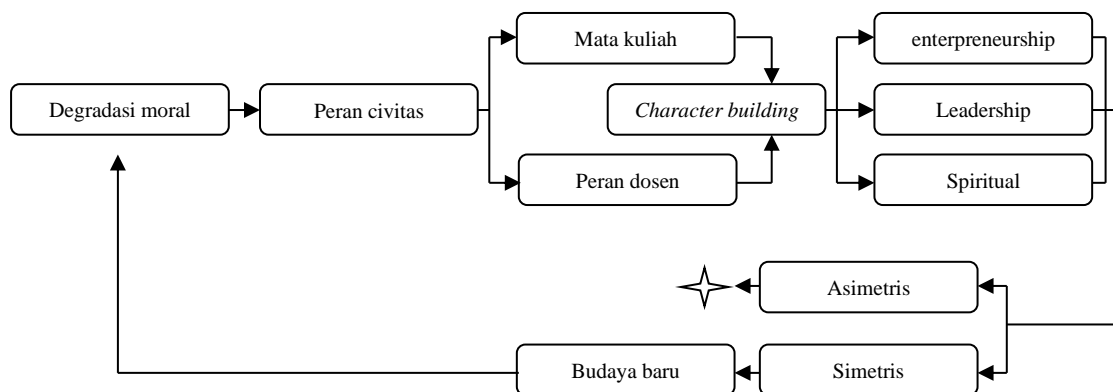 Mata kuliah
enterpreneurship
Degradasi moral
Peran civitas
Character building
Leadership
Peran dosen
Spiritual
Asimetris
Budaya baru
Simetris